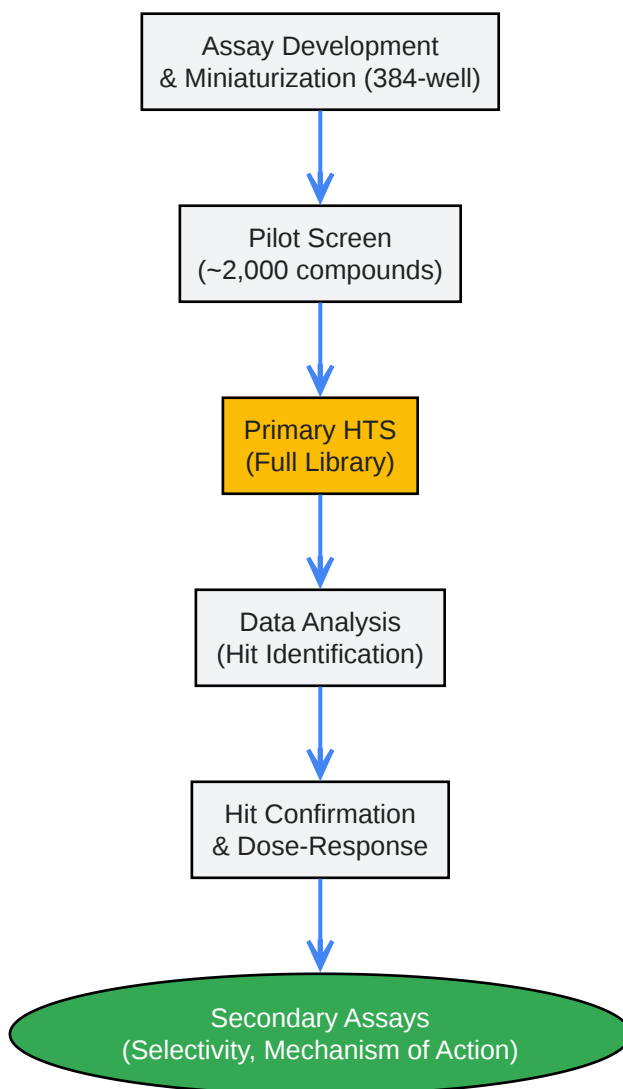 Assay Development
& Miniaturization (384-well)
Pilot Screen
(~2,000 compounds)
Primary HTS
(Full Library)
Data Analysis
(Hit Identification)
Hit Confirmation
& Dose-Response
Secondary Assays
(Selectivity, Mechanism of Action)